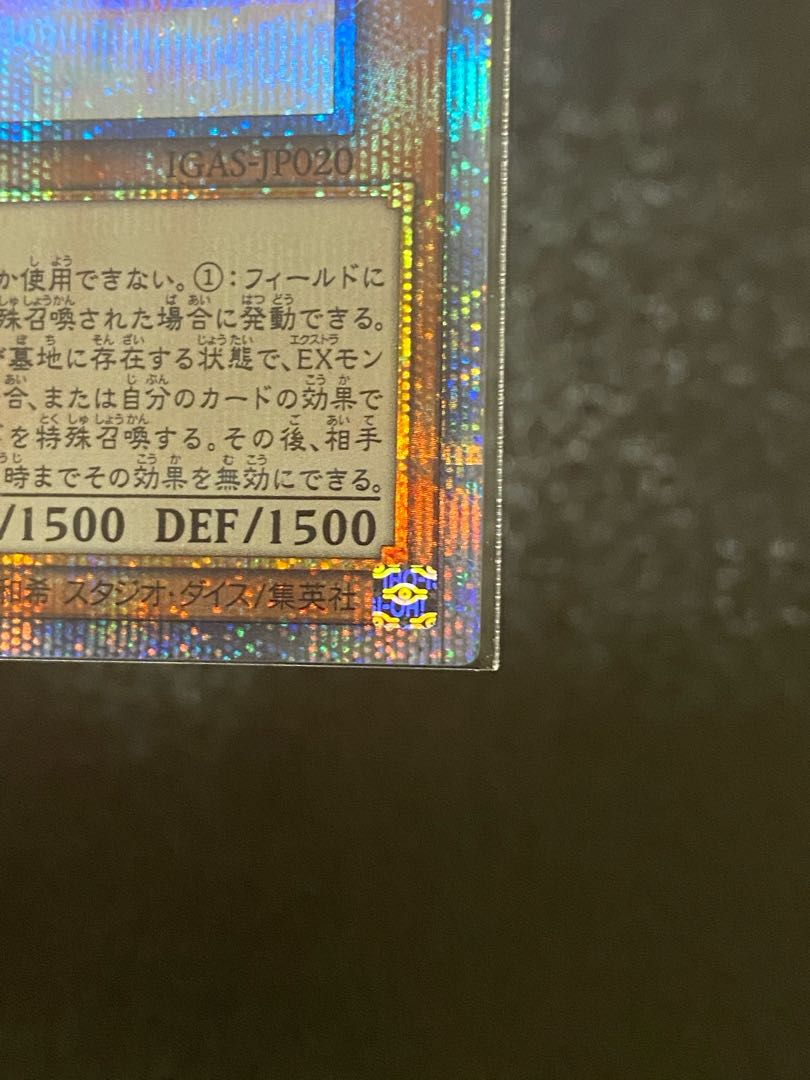 IGAS-JP020
か使用できない。①:フィールドに
殊召喚された場合に発動できる。
墓地に存在する状態で、EXモン
合、または自分のカードの効果で
を特殊召喚する。その後、相手
時までその効果を無効にできる。
/1500 DEF/1500
和希 スタジオ・ダイス/集英社